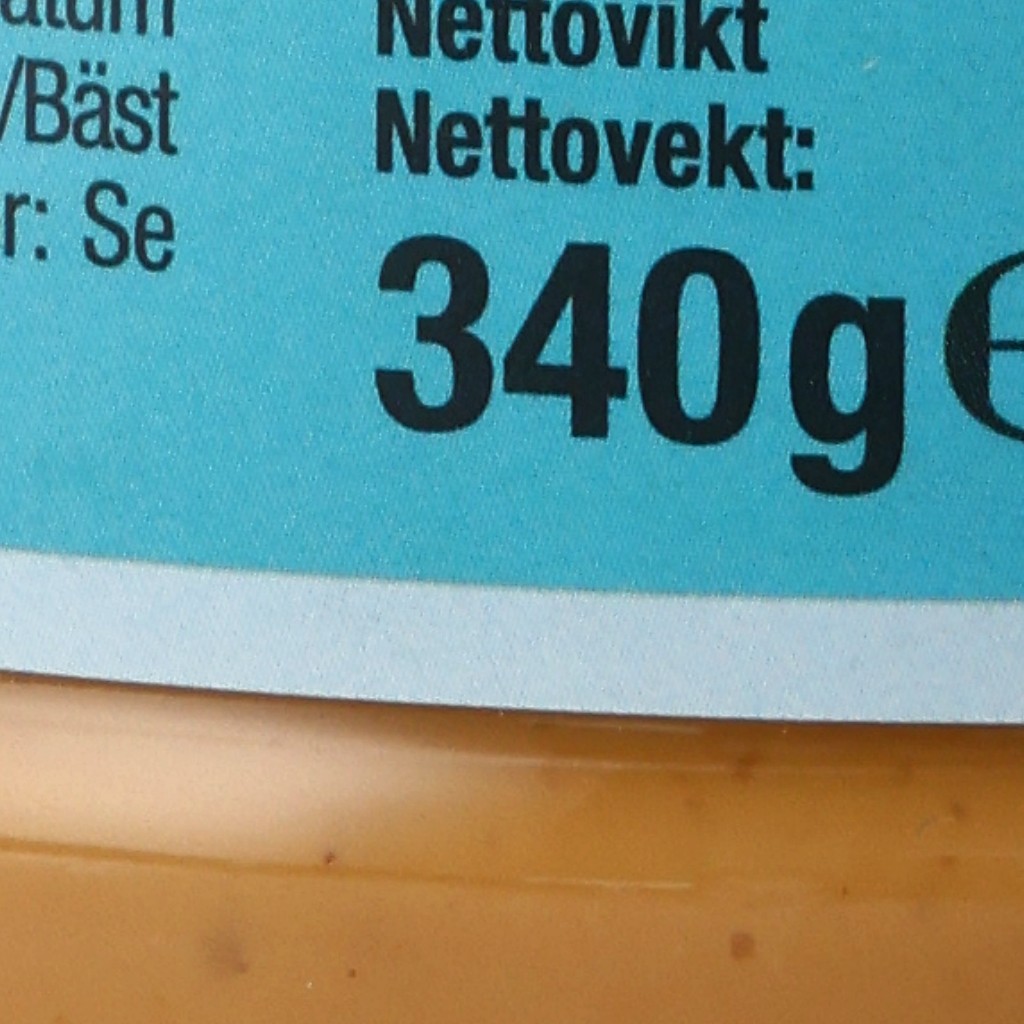 /Bäst
r: Se
Nettovikt
Nettovekt:
340g ℮